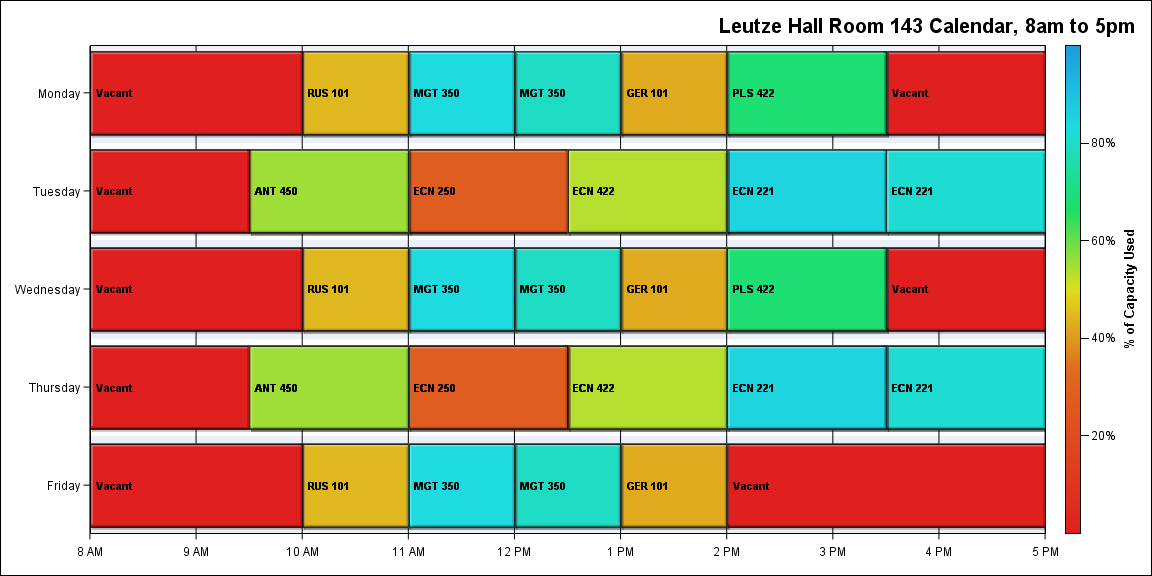 Leutze Hall Room 143 Calendar, 8am to 5pm
Monday
Vacant
RUS 101
MGT 350
MGT 350
GER 101
PLS 422
Vacant
Tuesday
Vacant
ANT 450
ECN 250
ECN 422
ECN 221
ECN 221
Wednesday
Vacant
RUS 101
MGT 350
MGT 350
GER 101
PLS 422
Vacant
Thursday
Vacant
ANT 450
ECN 250
ECN 422
ECN 221
ECN 221
Friday
Vacant
RUS 101
MGT 350
MGT 350
GER 101
Vacant
8 AM
9 AM
10 AM
11 AM
12 PM
1 PM
2 PM
3 PM
4 PM
5 PM
80%
60%
40%
20%
% of Capacity Used